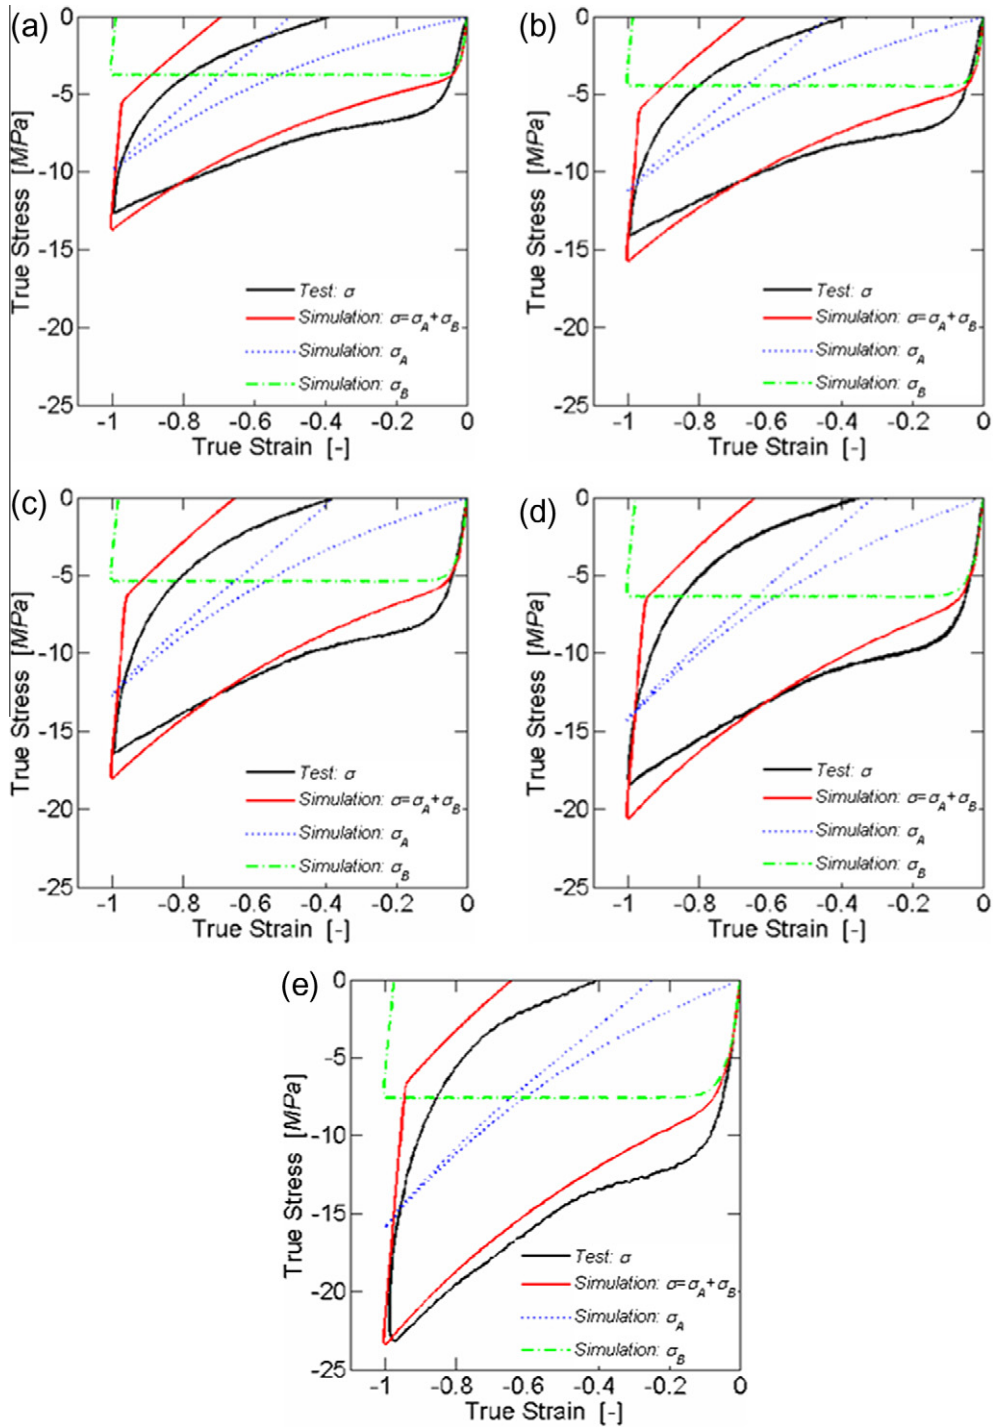 (a)
0
-5
-10
-15
-20
-25
True Stress [MPa]
Test: σ
Simulation: σ=σA+σB
Simulation: σA
Simulation: σB
-1 -0.8 -0.6 -0.4 -0.2 0
True Strain [-]
(b)
0
-5
-10
-15
-20
-25
True Stress [MPa]
Test: σ
Simulation: σ=σA+σB
Simulation: σA
Simulation: σB
-1 -0.8 -0.6 -0.4 -0.2 0
True Strain [-]
(c)
0
-5
-10
-15
-20
-25
True Stress [MPa]
Test: σ
Simulation: σ=σA+σB
Simulation: σA
Simulation: σB
-1 -0.8 -0.6 -0.4 -0.2 0
True Strain [-]
(d)
0
-5
-10
-15
-20
-25
True Stress [MPa]
Test: σ
Simulation: σ=σA+σB
Simulation: σA
Simulation: σB
-1 -0.8 -0.6 -0.4 -0.2 0
True Strain [-]
(e)
0
-5
-10
-15
-20
-25
True Stress [MPa]
Test: σ
Simulation: σ=σA+σB
Simulation: σA
Simulation: σB
-1 -0.8 -0.6 -0.4 -0.2 0
True Strain [-]